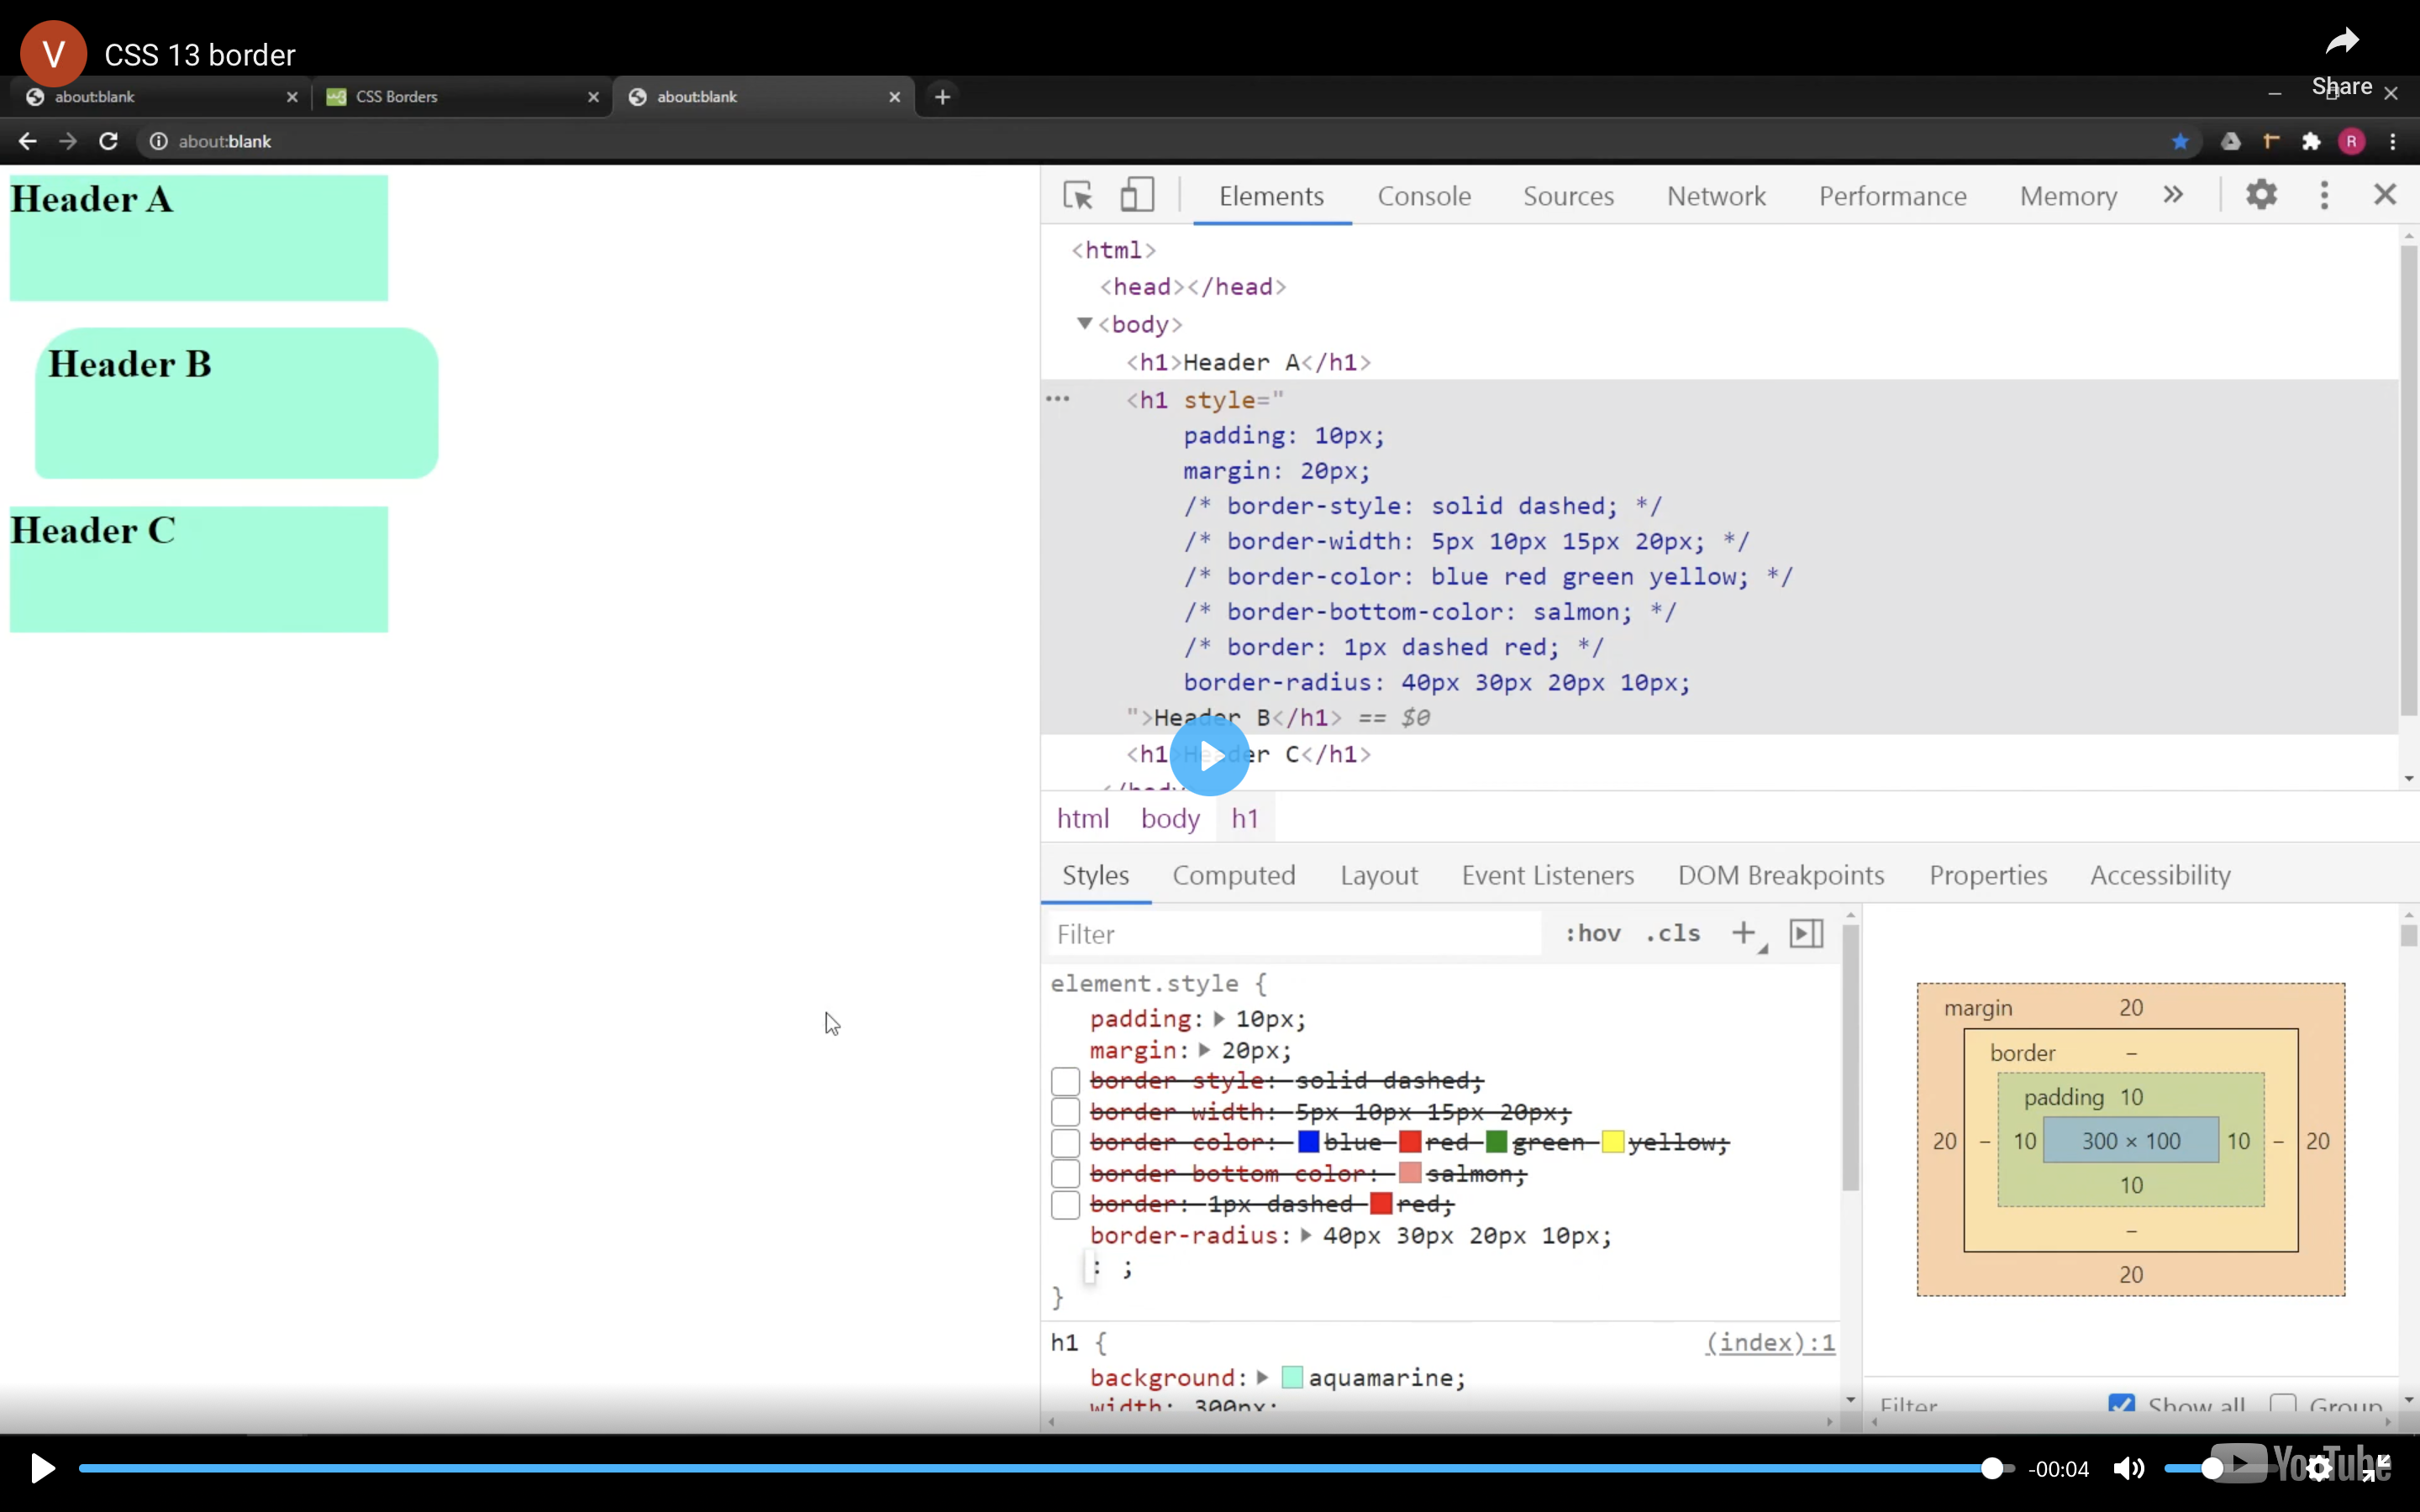 V CSS 13 border
Share
about:blank
CSS Borders
about:blank
about:blank
R
Header A
Header B
Header C
Elements Console Sources Network Performance Memory
<html>
<head></head>
<body>
<h1>Header A</h1>
<h1 style="
padding: 10px;
margin: 20px;
/* border-style: solid dashed; */
/* border-width: 5px 10px 15px 20px; */
/* border-color: blue red green yellow; */
/* border-bottom-color: salmon; */
/* border: 1px dashed red; */
border-radius: 40px 30px 20px 10px;
">Header B</h1> == $0
<h1>Header C</h1>
</body
html body h1
Styles Computed Layout Event Listeners DOM Breakpoints Properties Accessibility
Filter :hov .cls
element.style {
padding: 10px;
margin: 20px;
border-style: solid dashed;
border-width: 5px 10px 15px 20px;
border-color: blue red green yellow;
border-bottom-color: salmon;
border: 1px dashed red;
border-radius: 40px 30px 20px 10px;
: ;
}
h1 { (index):1
background: aquamarine;
width: 300px;
margin 20
border –
padding 10
20 – 10 300 × 100 10 – 20
10
–
20
Filter Show all Group
-00:04
YouTube